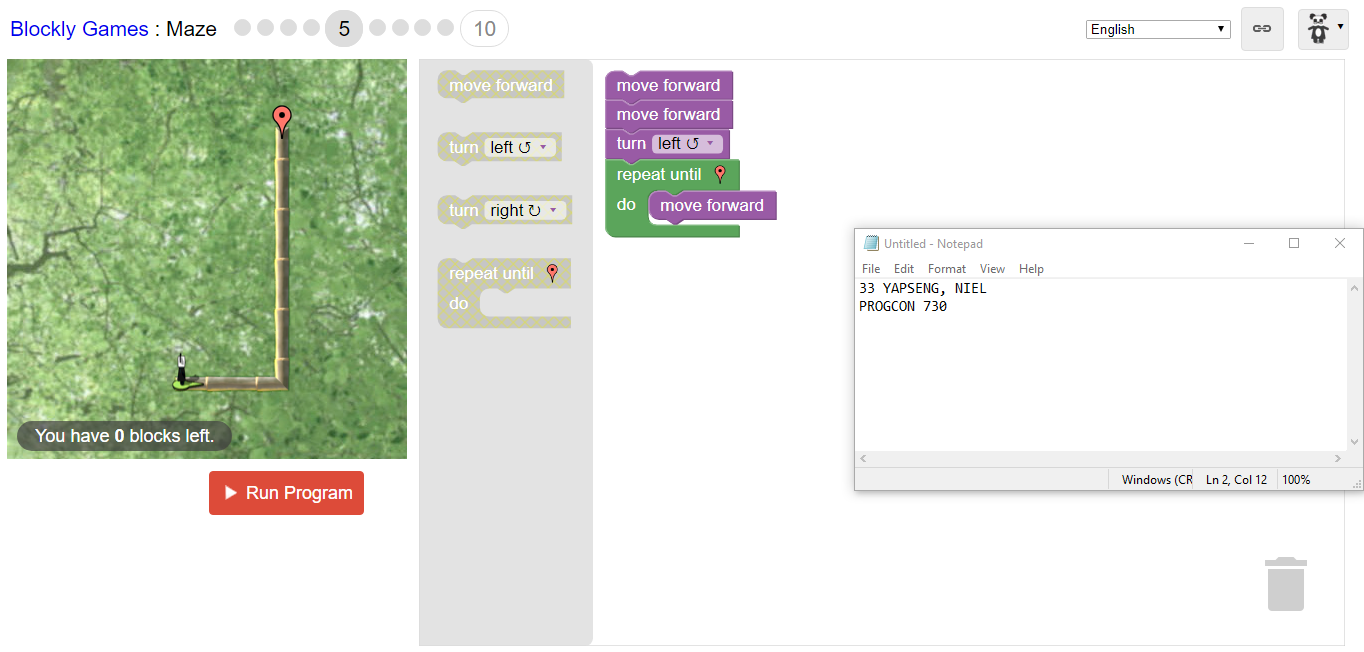 Blockly Games : Maze 5 10
English
move forward
turn left ↺
turn right ↻
repeat until
do
move forward
move forward
turn left ↺
repeat until
do move forward
You have 0 blocks left.
Run Program
Untitled - Notepad
File Edit Format View Help
33 YAPSENG, NIEL
PROGCON 730
Windows (CR Ln 2, Col 12 100%